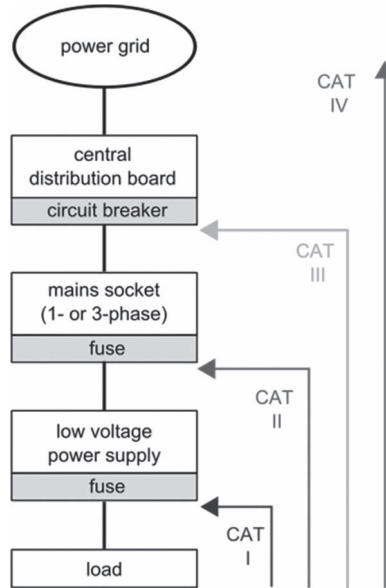 power grid
CAT
IV
central
distribution board
circuit breaker
CAT
III
mains socket
(1- or 3-phase)
fuse
CAT
II
low voltage
power supply
fuse
CAT
I
load